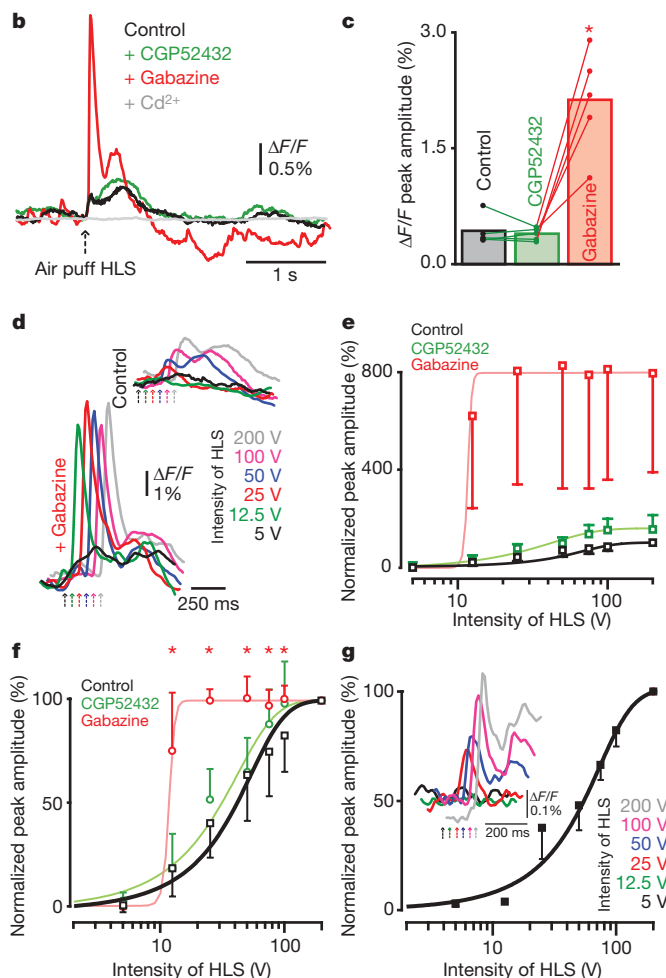 b
Control
+ CGP52432
+ Gabazine
+ Cd2+
ΔF/F
0.5%
Air puff HLS
1 s
c
ΔF/F peak amplitude (%)
3.0
1.5
0.0
Control
CGP52432
Gabazine
*
d
Control
+ Gabazine
ΔF/F
1%
Intensity of HLS
200 V
100 V
50 V
25 V
12.5 V
5 V
250 ms
e
Control
CGP52432
Gabazine
Normalized peak amplitude (%)
800
400
0
10
100
Intensity of HLS (V)
f
* * * * *
Control
CGP52432
Gabazine
Normalized peak amplitude (%)
100
50
0
10
100
Intensity of HLS (V)
g
Normalized peak amplitude (%)
100
50
0
ΔF/F
0.1%
200 ms
Intensity of HLS
200 V
100 V
50 V
25 V
12.5 V
5 V
10
100
Intensity of HLS (V)